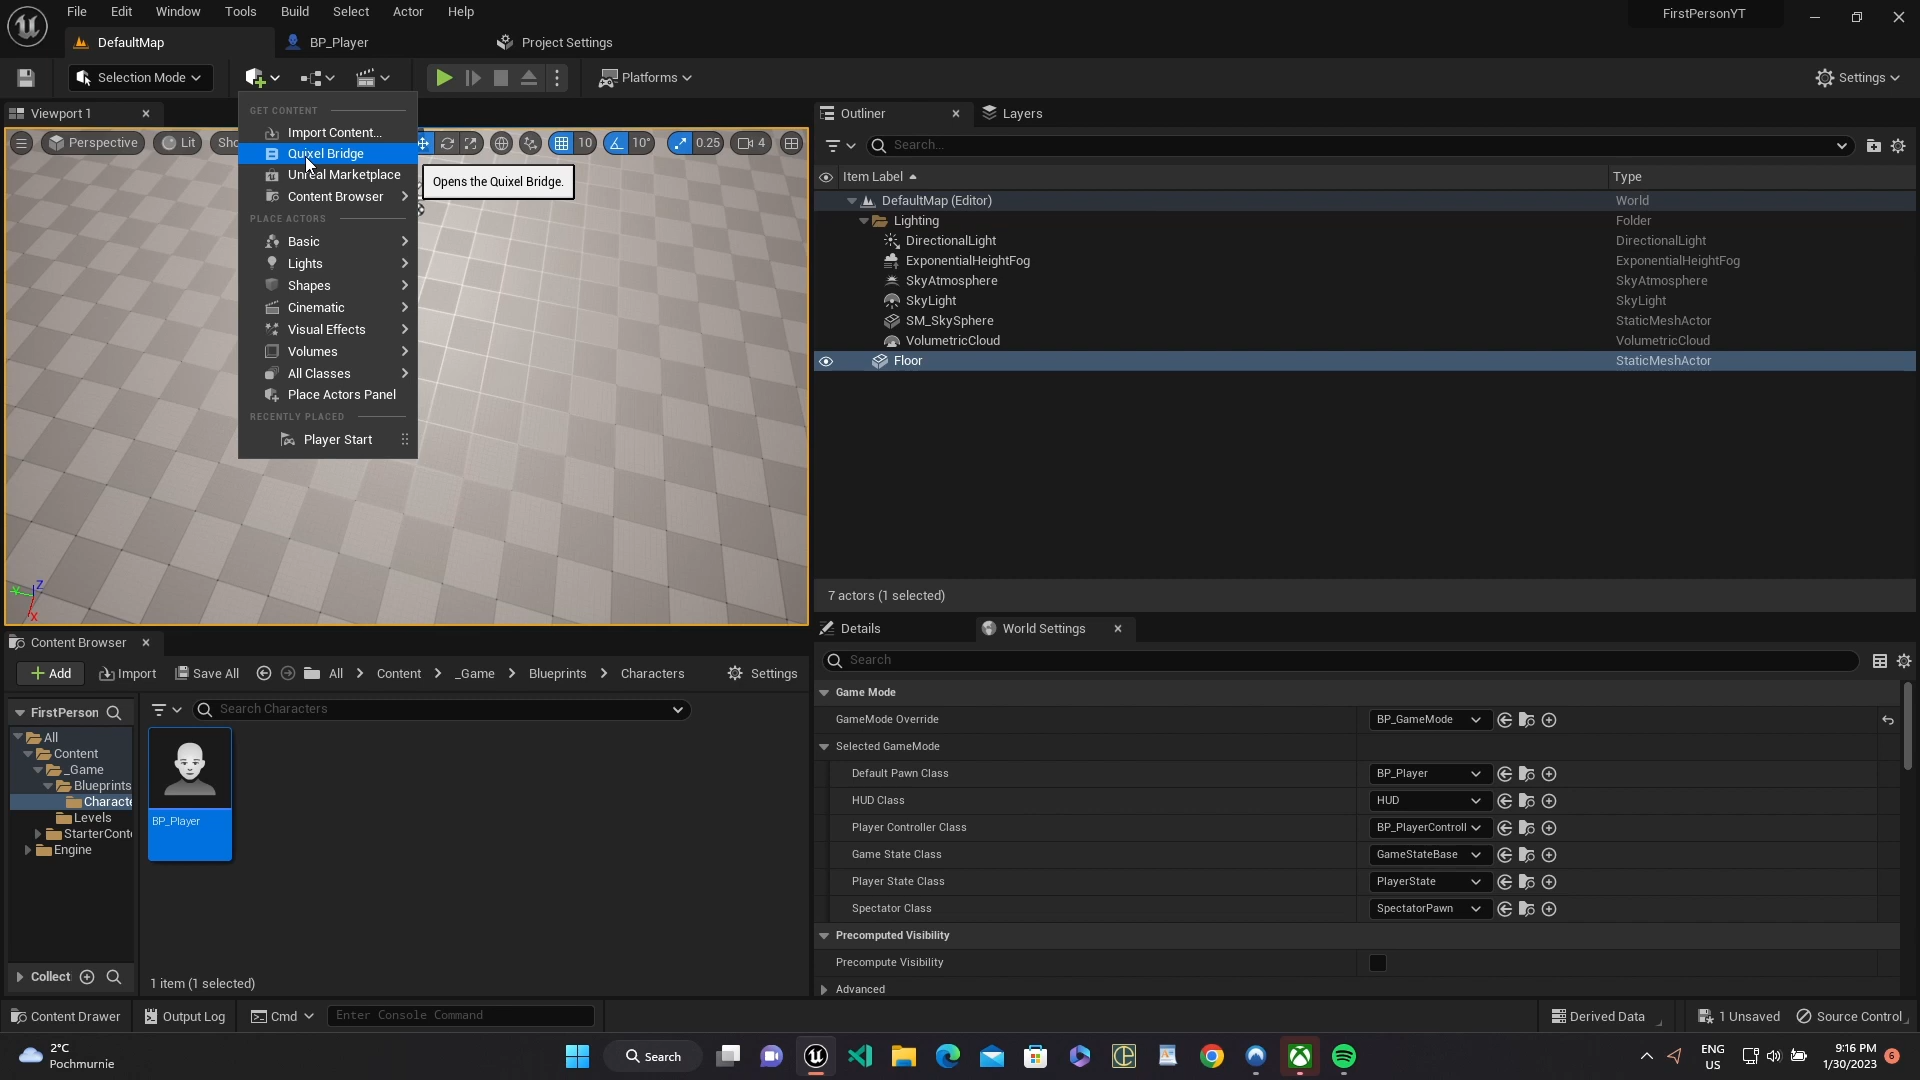 File Edit Window Tools Build Select Actor Help
FirstPersonYT
DefaultMap
BP_Player
Project Settings
Selection Mode
Platforms
Settings
Viewport 1
Perspective
Lit
Sho
10
10°
0.25
4
GET CONTENT
Import Content...
Quixel Bridge
Unreal Marketplace
Content Browser
PLACE ACTORS
Basic
Lights
Shapes
Cinematic
Visual Effects
Volumes
All Classes
Place Actors Panel
RECENTLY PLACED
Player Start
Opens the Quixel Bridge.
Z
Y
X
Outliner
Layers
Search...
Item Label
Type
DefaultMap (Editor) World
Lighting Folder
DirectionalLight DirectionalLight
ExponentialHeightFog ExponentialHeightFog
SkyAtmosphere SkyAtmosphere
SkyLight SkyLight
SM_SkySphere StaticMeshActor
VolumetricCloud VolumetricCloud
Floor StaticMeshActor
7 actors (1 selected)
Content Browser
Add
Import
Save All
All
Content
_Game
Blueprints
Characters
Settings
FirstPerson
Search Characters
All
Content
_Game
Blueprints
Characte
Levels
StarterCont
Engine
BP_Player
Collect
1 item (1 selected)
Details
World Settings
Search
Game Mode
GameMode Override BP_GameMode
Selected GameMode
Default Pawn Class BP_Player
HUD Class HUD
Player Controller Class BP_PlayerControll
Game State Class GameStateBase
Player State Class PlayerState
Spectator Class SpectatorPawn
Precomputed Visibility
Precompute Visibility
Advanced
Content Drawer
Output Log
Cmd
Enter Console Command
Derived Data
1 Unsaved
Source Control
2°C
Pochmurnie
Search
ENG
US
9:16 PM
1/30/2023
6